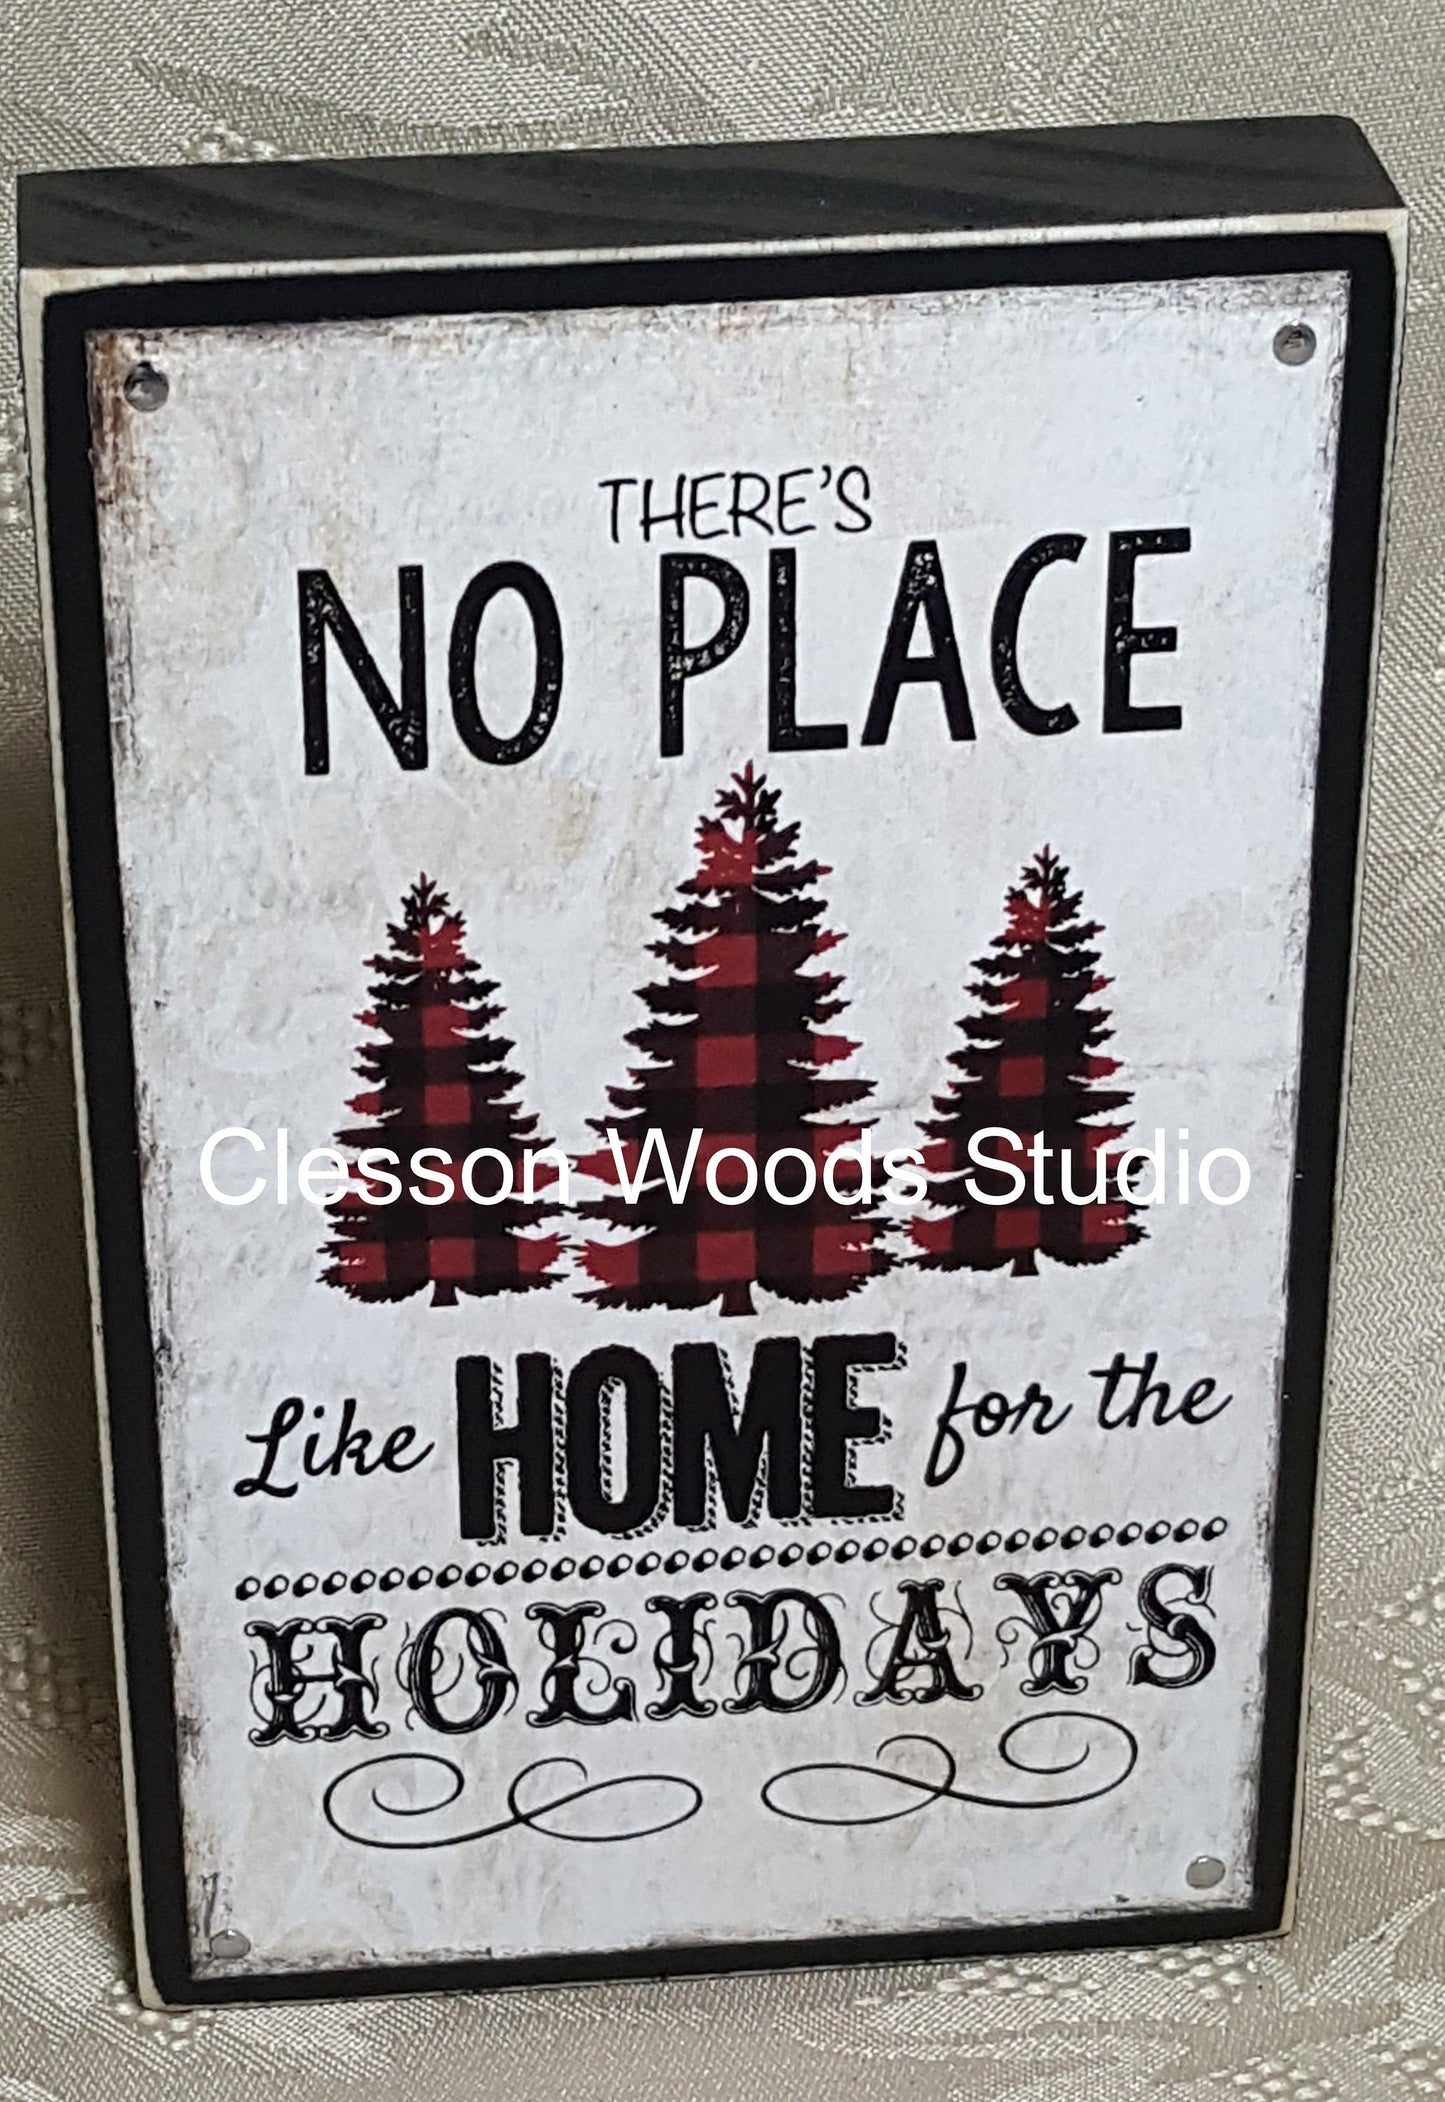 THERE'S
NO PLACE
Clesson Woods Studio
Like HOME for the
HOLIDAYS